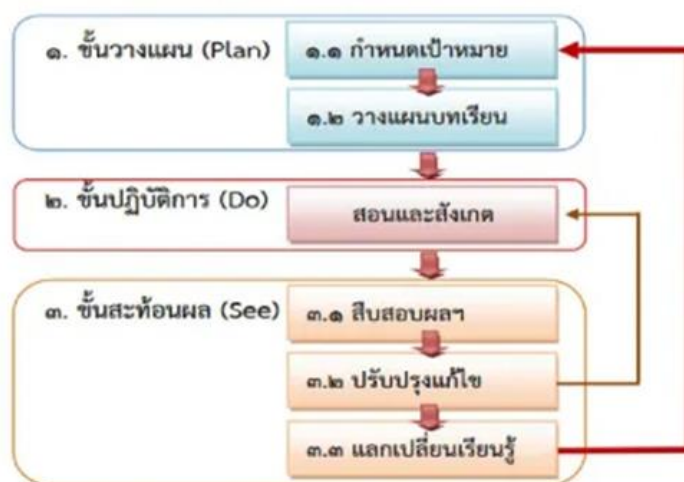 ๑. ขั้นวางแผน (Plan)
๑.๑ กำหนดเป้าหมาย
๑.๒ วางแผนบทเรียน
๒. ขั้นปฏิบัติการ (Do)
สอนและสังเกต
๓. ขั้นสะท้อนผล (See)
๓.๑ สืบสอบผลฯ
๓.๒ ปรับปรุงแก้ไข
๓.๓ แลกเปลี่ยนเรียนรู้